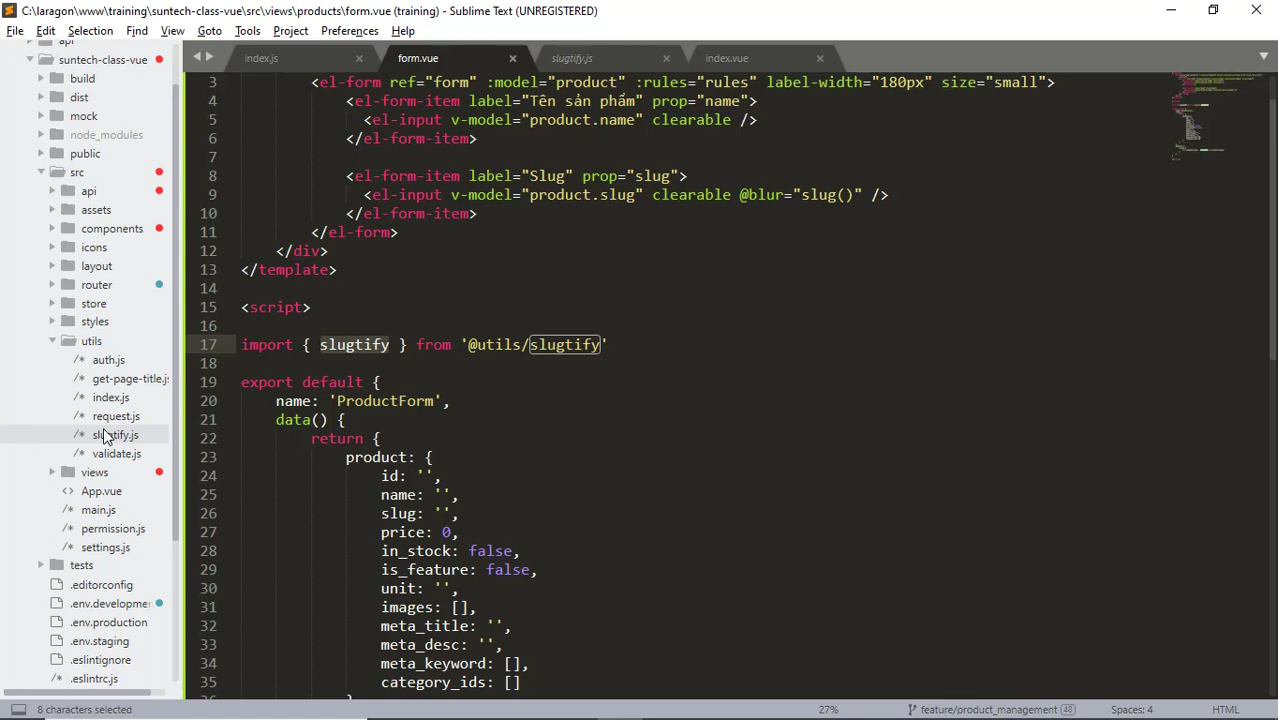 C:\laragon\www\training\suntech-class-vue\src\views\products\form.vue (training) - Sublime Text (UNREGISTERED)
File Edit Selection Find View Goto Tools Project Preferences Help
api
suntech-class-vue
build
dist
mock
node_modules
public
src
api
assets
components
icons
layout
router
store
styles
utils
/* auth.js
/* get-page-title.js
/* index.js
/* request.js
/* slugtify.js
/* validate.js
views
<> App.vue
/* main.js
/* permission.js
/* settings.js
tests
.editorconfig
.env.developme
.env.production
.env.staging
.eslintignore
.eslintrc.js
index.js × form.vue × slugtify.js × index.vue ×
3 <el-form ref="form" :model="product" :rules="rules" label-width="180px" size="small">
4 <el-form-item label="Tên sản phẩm" prop="name">
5 <el-input v-model="product.name" clearable />
6 </el-form-item>
7
8 <el-form-item label="Slug" prop="slug">
9 <el-input v-model="product.slug" clearable @blur="slug()" />
10 </el-form-item>
11 </el-form>
12 </div>
13 </template>
14
15 <script>
16
17 import { slugtify } from '@utils/slugtify'
18
19 export default {
20 name: 'ProductForm',
21 data() {
22 return {
23 product: {
24 id: '',
25 name: '',
26 slug: '',
27 price: 0,
28 in_stock: false,
29 is_feature: false,
30 unit: '',
31 images: [],
32 meta_title: '',
33 meta_desc: '',
34 meta_keyword: [],
35 category_ids: []
8 characters selected 27% feature/product_management 48 Spaces: 4 HTML